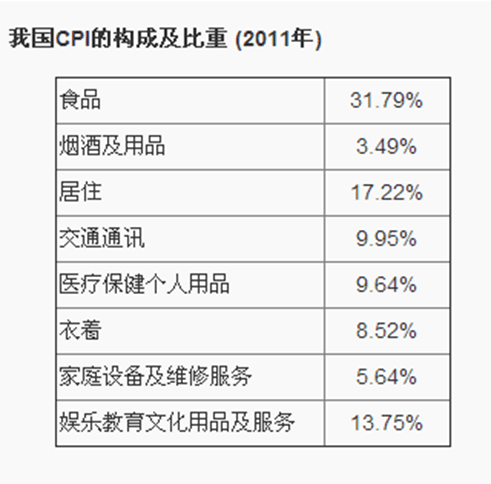 我国CPI的构成及比重 (2011年)
食品 31.79%
烟酒及用品 3.49%
居住 17.22%
交通通讯 9.95%
医疗保健个人用品 9.64%
衣着 8.52%
家庭设备及维修服务 5.64%
娱乐教育文化用品及服务 13.75%